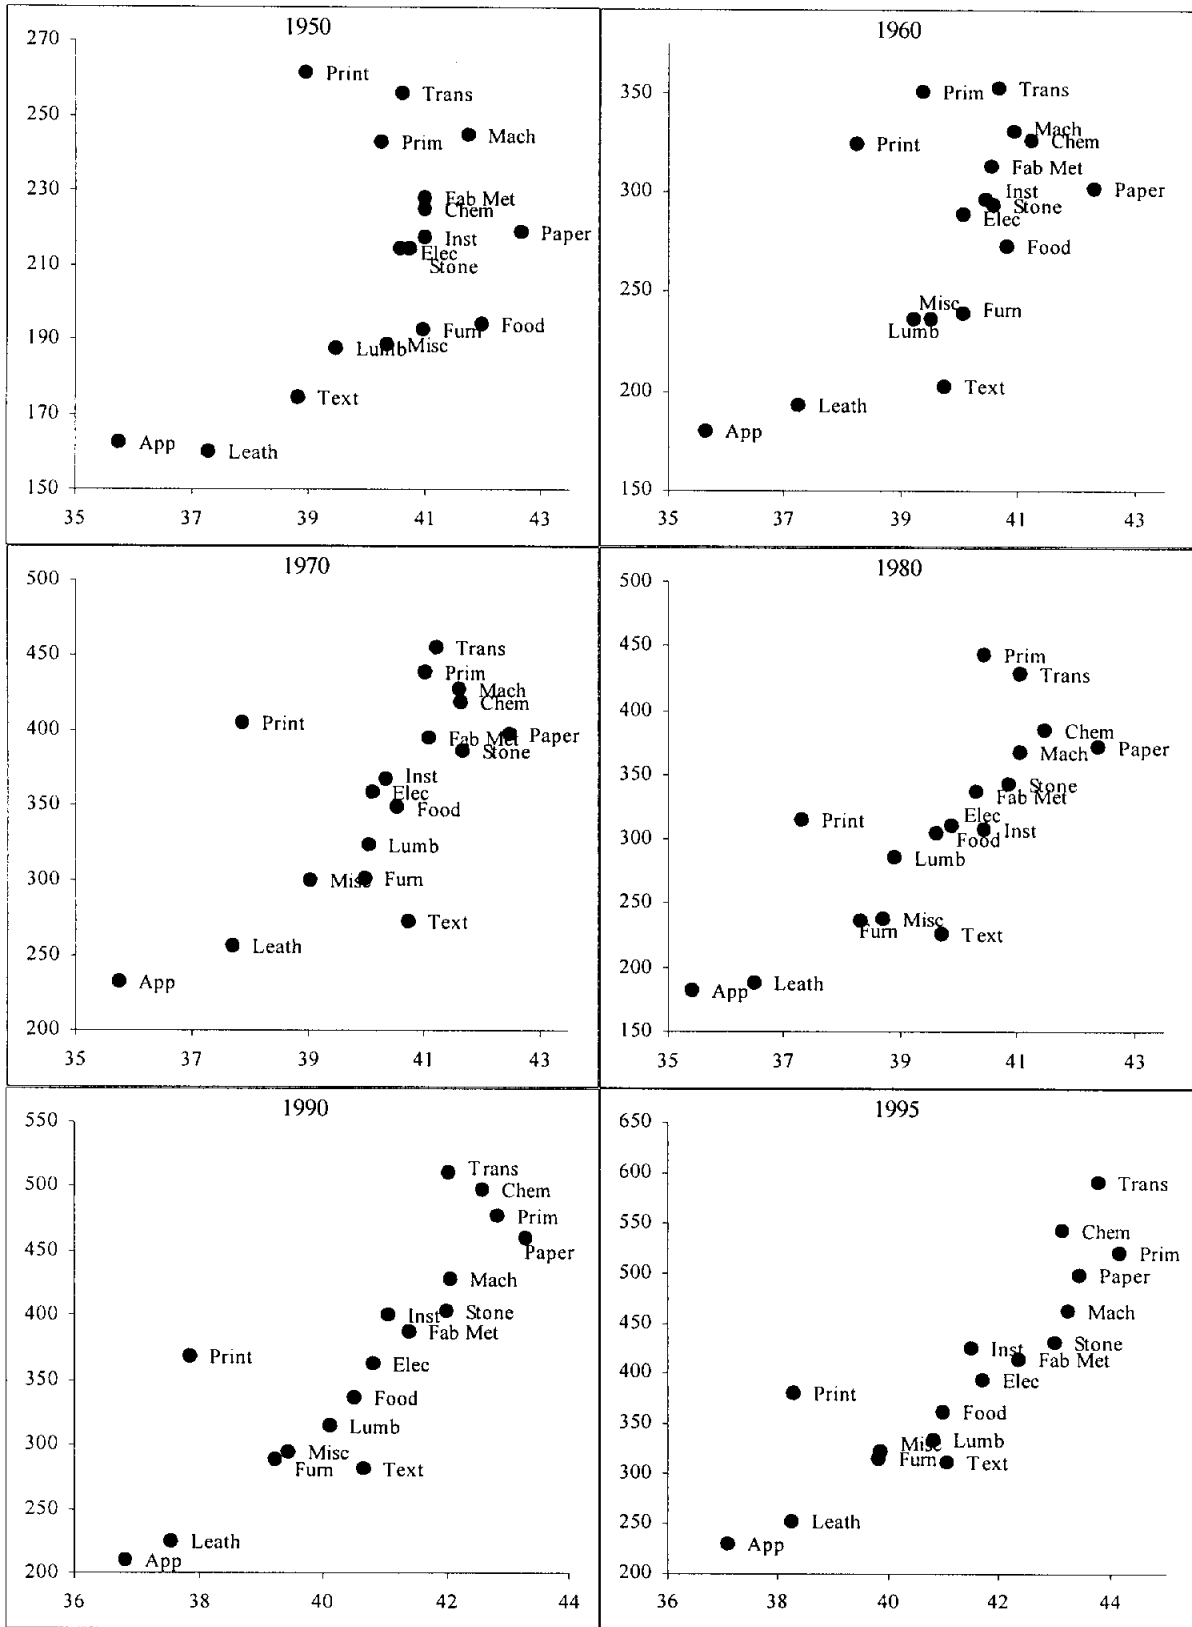 1950
270
Print
250
Trans
Prim
Mach
230
Fab Met
Chem
Inst
Paper
210
Elec
Stone
190
Furn
Food
Lumb
Misc
Text
170
App
Leath
150
35 37 39 41 43
1960
350
Prim
Trans
Mach
Chem
Print
Fab Met
300
Inst
Paper
Stone
Elec
Food
250
Misc
Furn
Lumb
200
Text
Leath
App
150
35 37 39 41 43
1970
500
450
Trans
Prim
Mach
Chem
400
Print
Fab Met
Paper
Stone
350
Inst
Elec
Food
Lumb
300
Misc
Furn
Text
250
Leath
App
200
35 37 39 41 43
1980
500
450
Prim
Trans
400
Chem
Paper
Mach
350
Stone
Fab Met
Print
Elec
300
Inst
Food
Lumb
250
Misc
Furn
Text
200
App
Leath
150
35 37 39 41 43
1990
550
500
Trans
Chem
Prim
450
Paper
Mach
400
Inst
Stone
Fab Met
350
Print
Elec
Food
Lumb
300
Misc
Furn
Text
250
Leath
App
200
36 38 40 42 44
1995
650
600
Trans
550
Chem
Prim
500
Paper
Mach
450
Inst
Stone
Fab Met
400
Print
Elec
350
Food
Misc
Lumb
300
Furn
Text
250
Leath
App
200
36 38 40 42 44